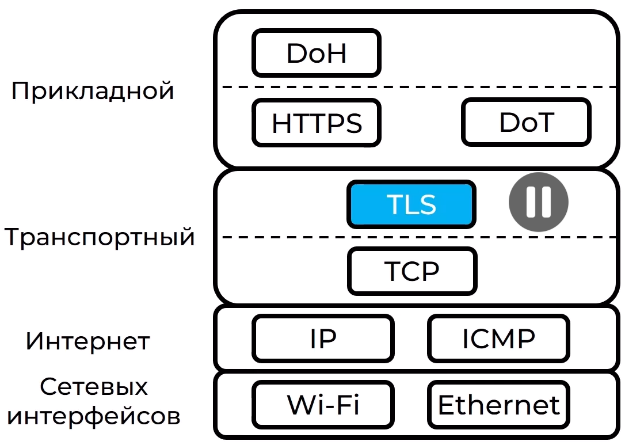 DoH
Прикладной
HTTPS
DoT
TLS
Транспортный
TCP
Интернет
IP
ICMP
Сетевых
интерфейсов
Wi-Fi
Ethernet